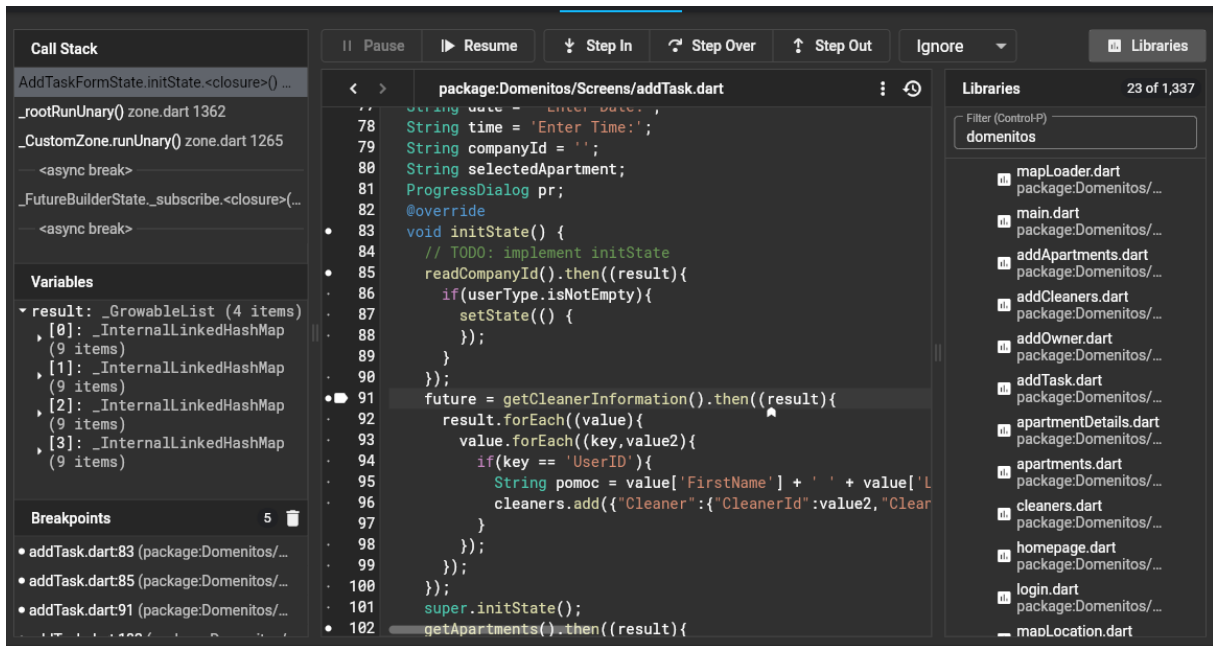 Call Stack
Pause
Resume
Step In
Step Over
Step Out
Ignore
Libraries
AddTaskFormState.initState.<closure>() ...
_rootRunUnary() zone.dart 1362
_CustomZone.runUnary() zone.dart 1265
<async break>
_FutureBuilderState._subscribe.<closure>(...
<async break>
Variables
result: _GrowableList (4 items)
[0]: _InternalLinkedHashMap
(9 items)
[1]: _InternalLinkedHashMap
(9 items)
[2]: _InternalLinkedHashMap
(9 items)
[3]: _InternalLinkedHashMap
(9 items)
Breakpoints 5
addTask.dart:83 (package:Domenitos/...
addTask.dart:85 (package:Domenitos/...
addTask.dart:91 (package:Domenitos/...
package:Domenitos/Screens/addTask.dart
77 String date = 'Enter Date:';
78 String time = 'Enter Time:';
79 String companyId = '';
80 String selectedApartment;
81 ProgressDialog pr;
82 @override
83 void initState() {
84 // TODO: implement initState
85 readCompanyId().then((result){
86 if(userType.isNotEmpty){
87 setState(() {
88 });
89 }
90 });
91 future = getCleanerInformation().then((result){
92 result.forEach((value){
93 value.forEach((key,value2){
94 if(key == 'UserID'){
95 String pomoc = value['FirstName'] + ' ' + value['L
96 cleaners.add({"Cleaner":{"CleanerId":value2,"Clean
97 }
98 });
99 });
100 });
101 super.initState();
102 getApartments().then((result){
Libraries 23 of 1,337
Filter (Control-P)
domenitos
mapLoader.dart
package:Domenitos/...
main.dart
package:Domenitos/...
addApartments.dart
package:Domenitos/...
addCleaners.dart
package:Domenitos/...
addOwner.dart
package:Domenitos/...
addTask.dart
package:Domenitos/...
apartmentDetails.dart
package:Domenitos/...
apartments.dart
package:Domenitos/...
cleaners.dart
package:Domenitos/...
homepage.dart
package:Domenitos/...
login.dart
package:Domenitos/...
mapLocation.dart